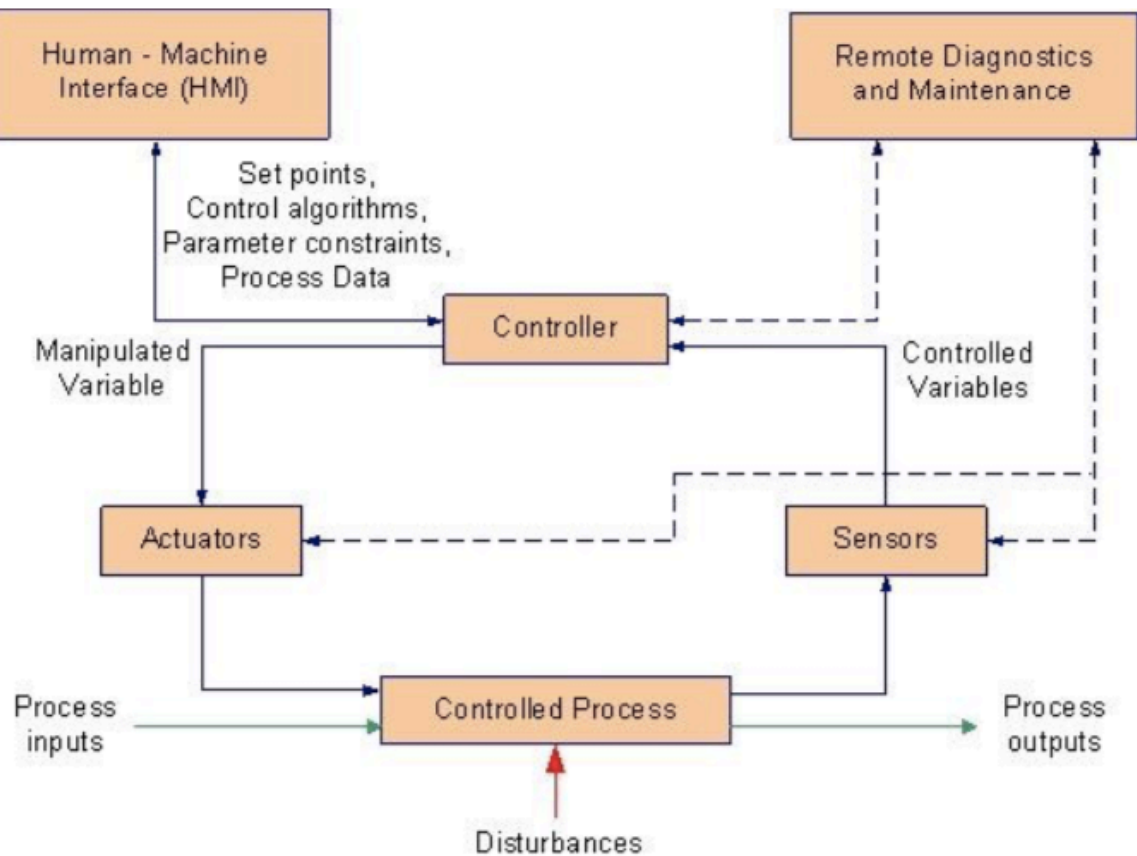 Human - Machine
Interface (HMI)
Remote Diagnostics
and Maintenance
Set points,
Control algorithms,
Parameter constraints,
Process Data
Controller
Manipulated
Variable
Controlled
Variables
Actuators
Sensors
Process
inputs
Controlled Process
Process
outputs
Disturbances